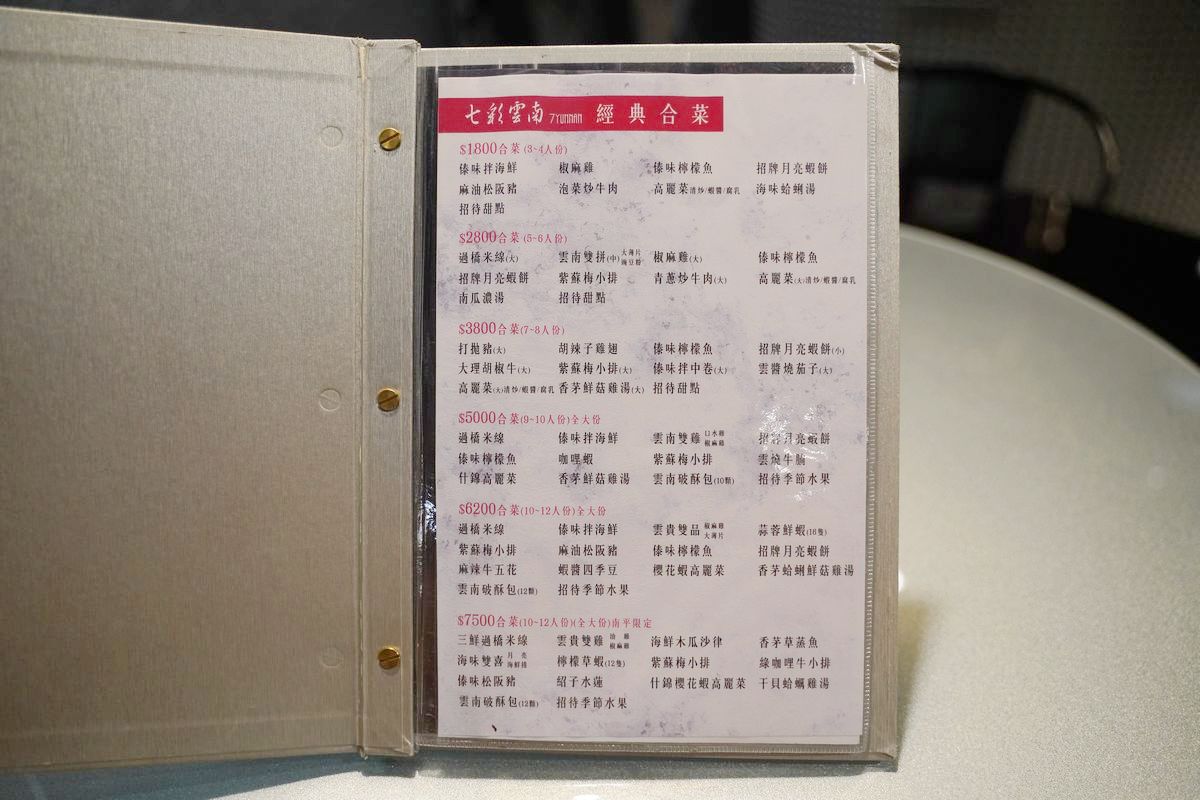 七彩雲南 7YUNNAN 經典合菜
$1800合菜(3~4人份)
傣味拌海鮮 椒麻雞 傣味檸檬魚 招牌月亮蝦餅
麻油松阪豬 泡菜炒牛肉 高麗菜清炒/蝦醬/腐乳 海味蛤蜊湯
招待甜點
$2800合菜(5~6人份)
過橋米線(大) 雲南雙拼(中)大薄片 豌豆粉 椒麻雞(大) 傣味檸檬魚
招牌月亮蝦餅 紫蘇梅小排 青蔥炒牛肉(大) 高麗菜(大)清炒/蝦醬/腐乳
南瓜濃湯 招待甜點
$3800合菜(7~8人份)
打拋豬(大) 胡辣子雞翅 傣味檸檬魚 招牌月亮蝦餅(小)
大理胡椒牛(大) 紫蘇梅小排(大) 傣味拌中卷(大) 雲醬燒茄子(大)
高麗菜(大)清炒/蝦醬/腐乳 香茅鮮菇雞湯(大) 招待甜點
$5000合菜(9~10人份)全大份
過橋米線 傣味拌海鮮 雲南雙雞 口水雞 椒麻雞 招牌月亮蝦餅
傣味檸檬魚 咖哩蝦 紫蘇梅小排 雲燒牛腩
什錦高麗菜 香茅鮮菇雞湯 雲南破酥包(10顆) 招待季節水果
$6200合菜(10~12人份)全大份
過橋米線 傣味拌海鮮 雲貴雙品 椒麻雞 大薄片 蒜蓉鮮蝦(16隻)
紫蘇梅小排 麻油松阪豬 傣味檸檬魚 招牌月亮蝦餅
麻辣牛五花 蝦醬四季豆 櫻花蝦高麗菜 香茅蛤蜊鮮菇雞湯
雲南破酥包(12顆) 招待季節水果
$7500合菜(10~12人份)(全大份)南平限定
三鮮過橋米線 雲貴雙雞 油雞 椒麻雞 海鮮木瓜沙律 香茅草蒸魚
海味雙喜 月亮 海鮮捲 檸檬草蝦(12隻) 紫蘇梅小排 綠咖哩牛小排
傣味松阪豬 紹子水蓮 什錦櫻花蝦高麗菜 干貝蛤蠣雞湯
雲南破酥包(12顆) 招待季節水果